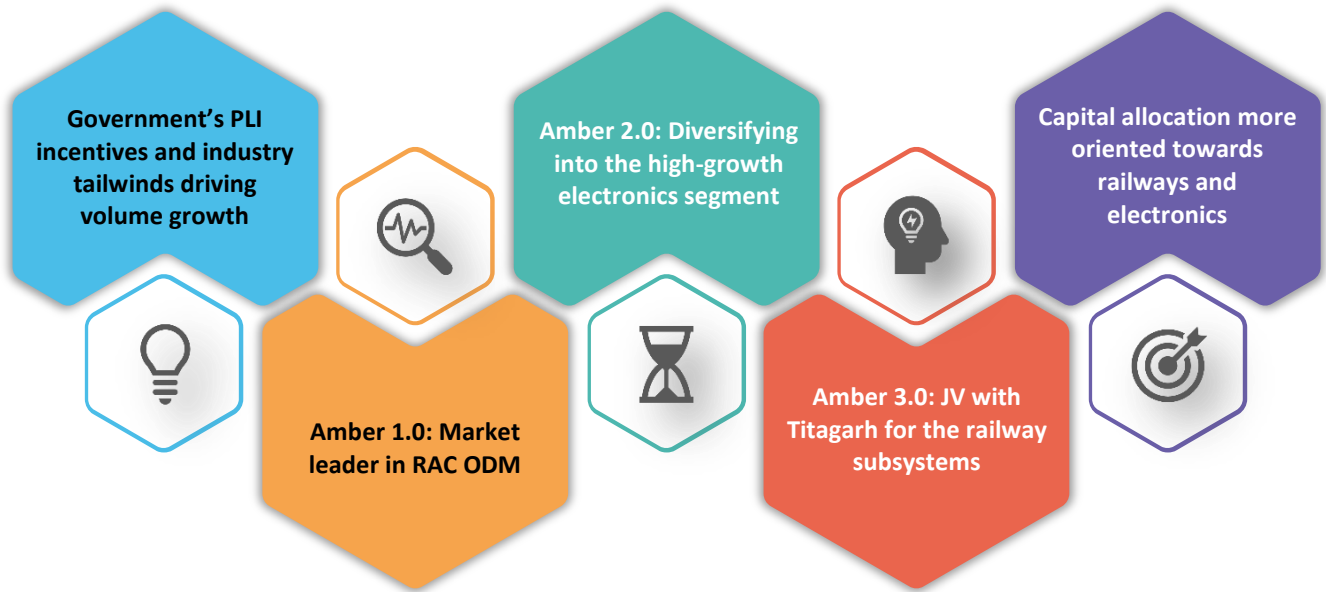 Government’s PLI
incentives and industry
tailwinds driving
volume growth
Amber 1.0: Market
leader in RAC ODM
Amber 2.0: Diversifying
into the high-growth
electronics segment
Amber 3.0: JV with
Titagarh for the railway
subsystems
Capital allocation more
oriented towards
railways and
electronics